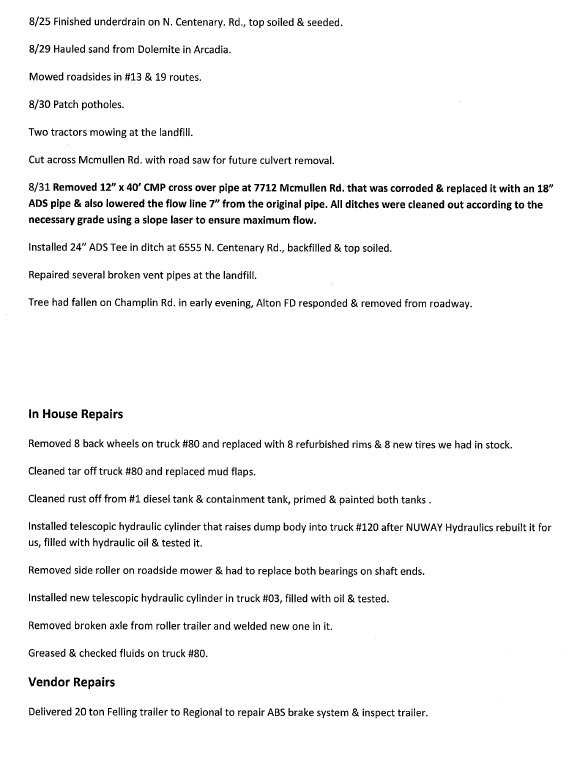 8/25 Finished underdrain on N. Centenary. Rd., top soiled & seeded.
8/29 Hauled sand from Dolemite in Arcadia.
Mowed roadsides in #13 & 19 routes.
8/30 Patch potholes.
Two tractors mowing at the landfill.
Cut across Mcmullen Rd. with road saw for future culvert removal.
8/31 Removed 12” x 40’ CMP cross over pipe at 7712 Mcmullen Rd. that was corroded & replaced it with an 18”
ADS pipe & also lowered the flow line 7” from the original pipe. All ditches were cleaned out according to the
necessary grade using a slope laser to ensure maximum flow.
Installed 24” ADS Tee in ditch at 6555 N. Centenary Rd., backfilled & top soiled.
Repaired several broken vent pipes at the landfill.
Tree had fallen on Champlin Rd. in early evening, Alton FD responded & removed from roadway.
In House Repairs
Removed 8 back wheels on truck #80 and replaced with 8 refurbished rims & 8 new tires we had in stock.
Cleaned tar off truck #80 and replaced mud flaps.
Cleaned rust off from #1 diesel tank & containment tank, primed & painted both tanks .
Installed telescopic hydraulic cylinder that raises dump body into truck #120 after NUWAY Hydraulics rebuilt it for
us, filled with hydraulic oil & tested it.
Removed side roller on roadside mower & had to replace both bearings on shaft ends.
Installed new telescopic hydraulic cylinder in truck #03, filled with oil & tested.
Removed broken axle from roller trailer and welded new one in it.
Greased & checked fluids on truck #80.
Vendor Repairs
Delivered 20 ton Felling trailer to Regional to repair ABS brake system & inspect trailer.